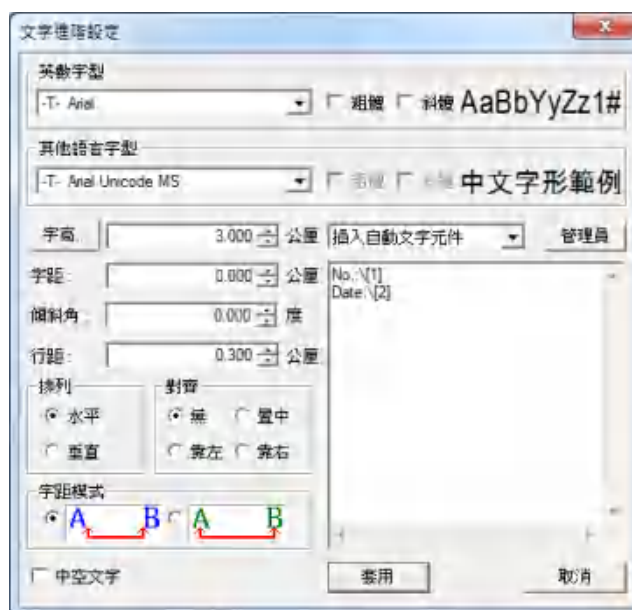 文字進階設定
英數字型
-T- Arial 粗體 斜體 AaBbYyZz1#
其他語言字型
-T- Arial Unicode MS 粗體 斜體 中文字形範例
字高 3.000 公厘 插入自動文字元件 管理員
字距: 0.000 公厘
傾斜角: 0.000 度
行距: 0.300 公厘
No.:\[1]
Date:\[2]
排列
水平
垂直
對齊
無 置中
靠左 靠右
字距模式
A B A B
中空文字 套用 取消